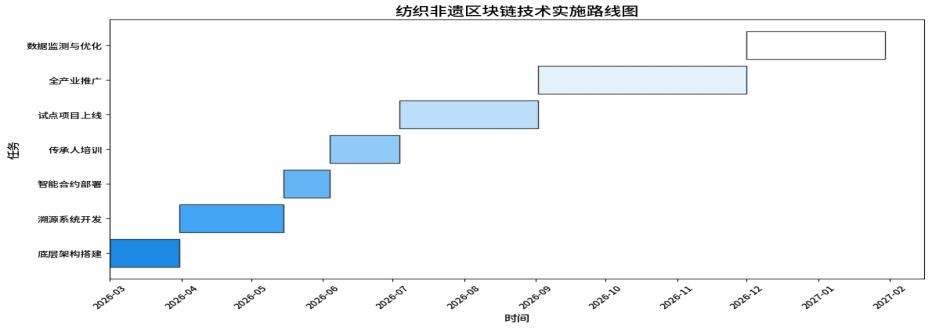 纺织非遗区块链技术实施路线图
任务
数据监测与优化
全产业推广
试点项目上线
传承人培训
智能合约部署
溯源系统开发
底层架构搭建
2026-03
2026-04
2026-05
2026-06
2026-07
2026-08
2026-09
2026-10
2026-11
2026-12
2027-01
2027-02
时间